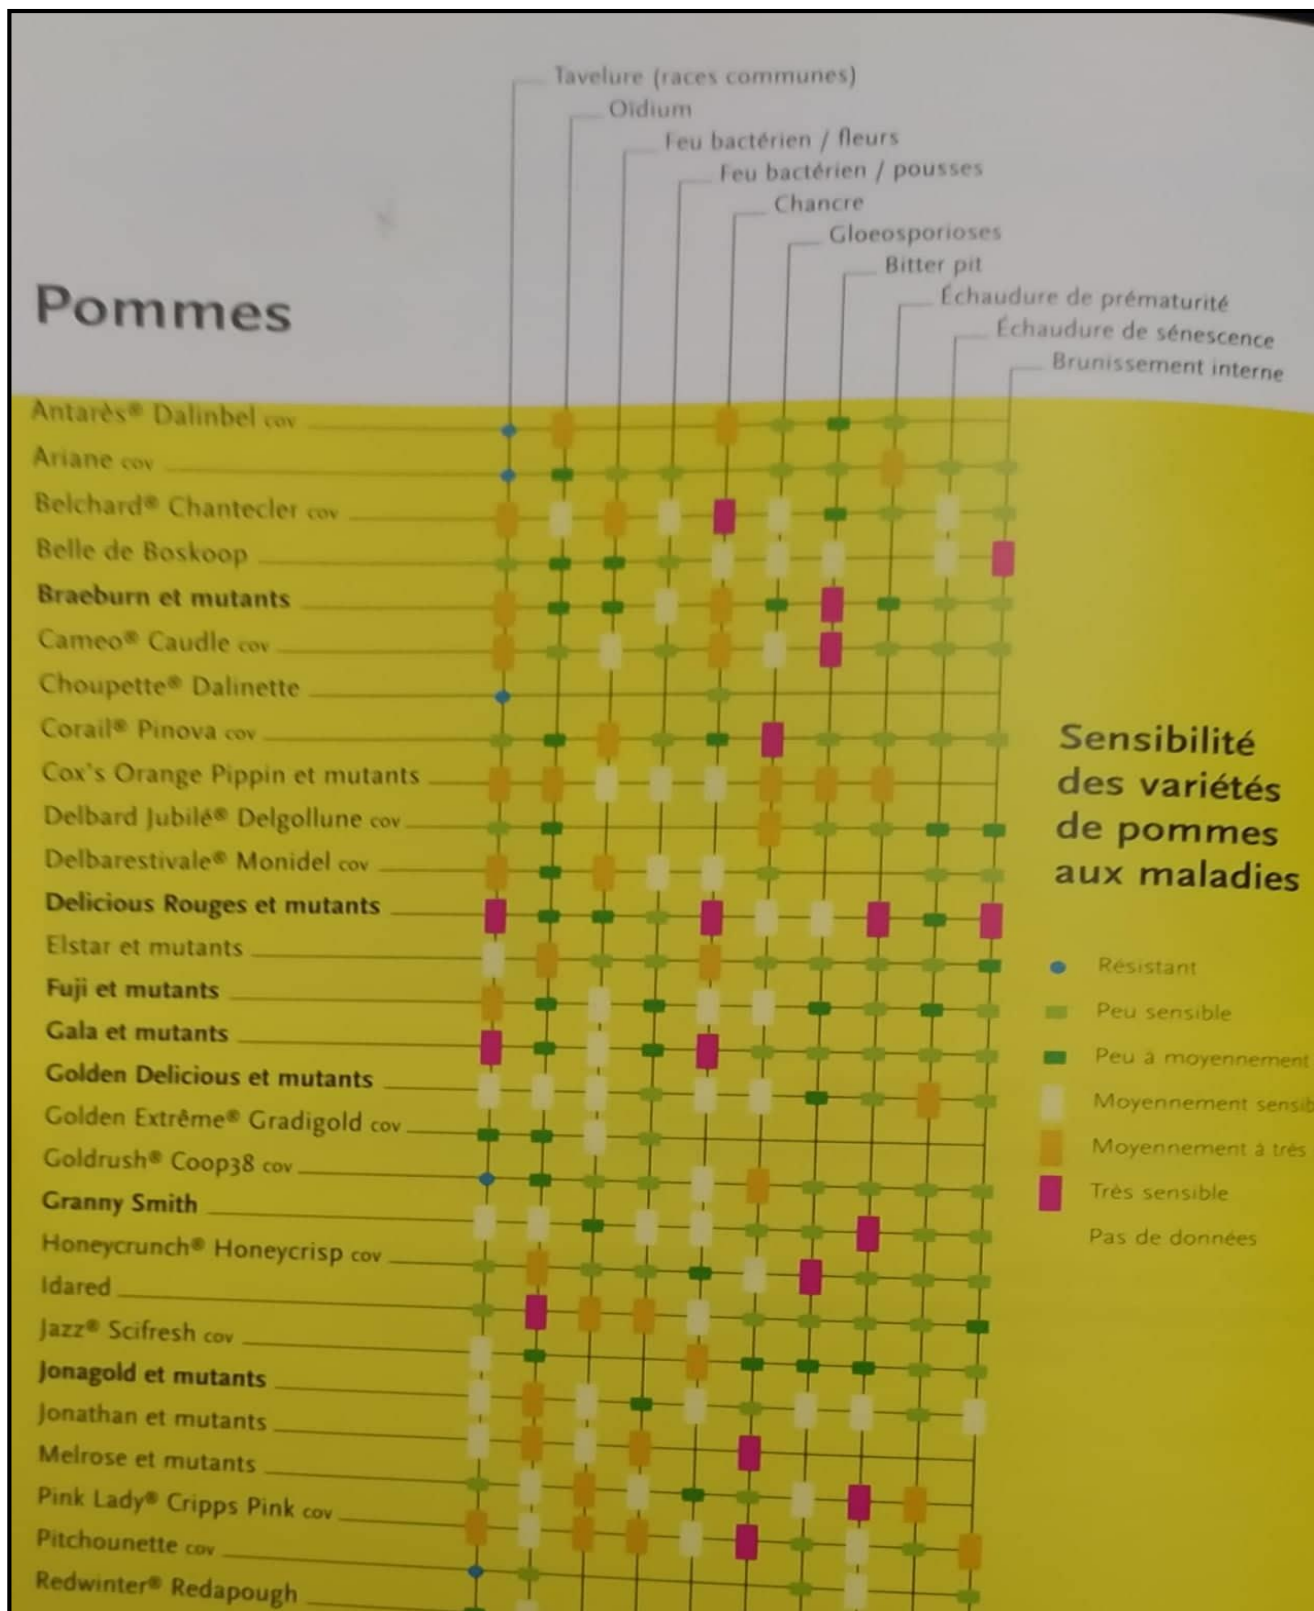 Tavelure (races communes)
Oïdium
Feu bactérien / fleurs
Feu bactérien / pousses
Chancre
Gloeosporioses
Bitter pit
Échaudure de prématurité
Échaudure de sénescence
Brunissement interne
Pommes
Antarès® Dalinbel cov
Ariane cov
Belchard® Chantecler cov
Belle de Boskoop
Braeburn et mutants
Cameo® Caudle cov
Choupette® Dalinette
Corail® Pinova cov
Cox's Orange Pippin et mutants
Delbard Jubilé® Delgollune cov
Delbarestivale® Monidel cov
Delicious Rouges et mutants
Elstar et mutants
Fuji et mutants
Gala et mutants
Golden Delicious et mutants
Golden Extrême® Gradigold cov
Goldrush® Coop38 cov
Granny Smith
Honeycrunch® Honeycrisp cov
Idared
Jazz® Scifresh cov
Jonagold et mutants
Jonathan et mutants
Melrose et mutants
Pink Lady® Cripps Pink cov
Pitchounette cov
Redwinter® Redapough
Sensibilité
des variétés
de pommes
aux maladies
Résistant
Peu sensible
Peu à moyennement
Moyennement sensib
Moyennement à très
Très sensible
Pas de données